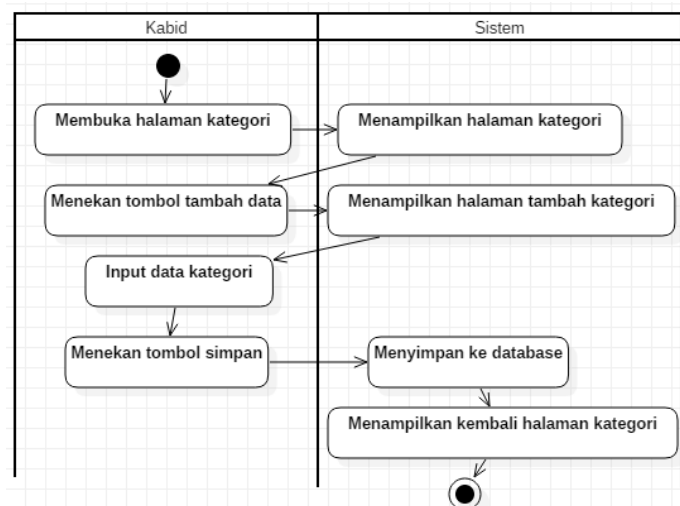 Kabid
Sistem
Membuka halaman kategori
Menampilkan halaman kategori
Menekan tombol tambah data
Menampilkan halaman tambah kategori
Input data kategori
Menekan tombol simpan
Menyimpan ke database
Menampilkan kembali halaman kategori